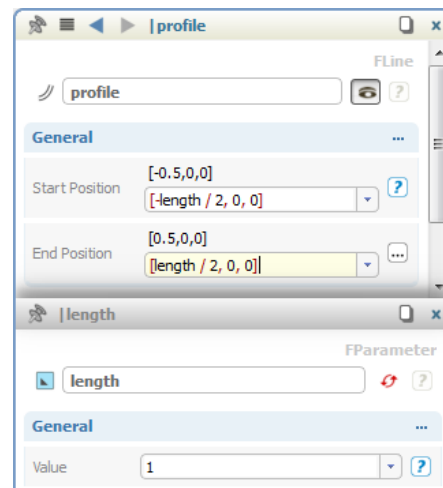 |profile
FLine
profile
General
Start Position
[-0.5,0,0]
[-length / 2, 0, 0]
End Position
[0.5,0,0]
[length / 2, 0, 0]
|length
FParameter
length
General
Value
1